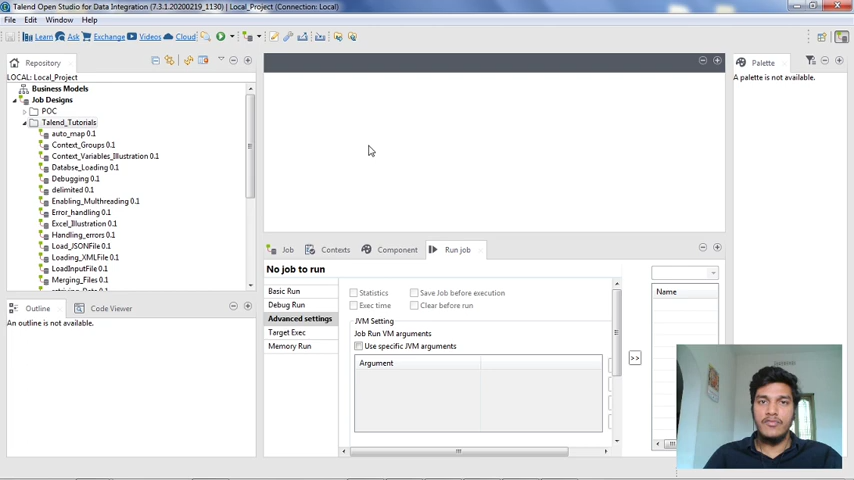 Talend Open Studio for Data Integration (7.3.1.20200219_1130) | Local_Project (Connection: Local)
File Edit Window Help
Learn Ask Exchange Videos Cloud
Repository
LOCAL: Local_Project
Business Models
Job Designs
POC
Talend_Tutorials
auto_map 0.1
Context_Groups 0.1
Context_Variables_Illustration 0.1
Databse_Loading 0.1
Debugging 0.1
delimited 0.1
Enabling_Multhreading 0.1
Error_handling 0.1
Excel_Illustration 0.1
Handling_errors 0.1
Load_JSONFile 0.1
Loading_XMLFile 0.1
LoadInputFile 0.1
Merging_Files 0.1
Outline Code Viewer
An outline is not available.
Job Contexts Component Run job
No job to run
Basic Run
Debug Run
Advanced settings
Target Exec
Memory Run
Statistics Save Job before execution
Exec time Clear before run
JVM Setting
Job Run VM arguments
Use specific JVM arguments
Argument
>>
Name
Palette
A palette is not available.